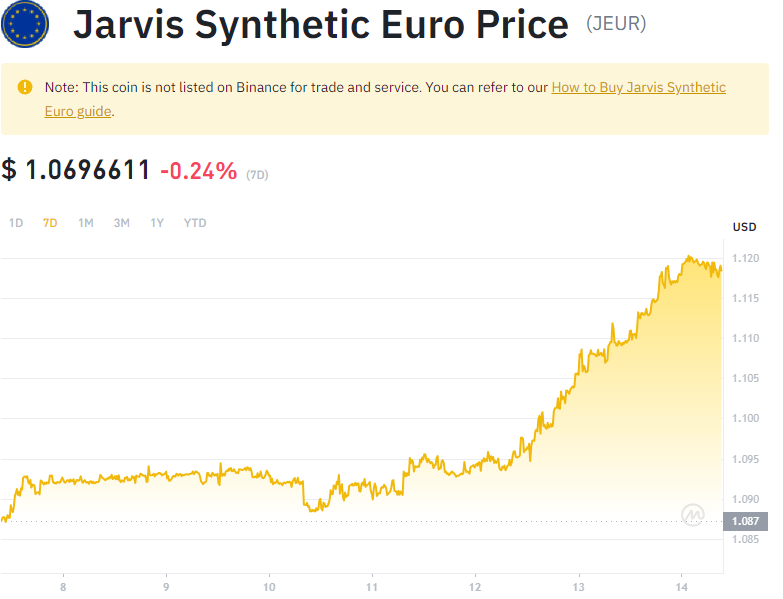 Jarvis Synthetic Euro Price (JEUR)
Note: This coin is not listed on Binance for trade and service. You can refer to our How to Buy Jarvis Synthetic
Euro guide.
$ 1.0696611 -0.24% (7D)
1D 7D 1M 3M 1Y YTD
USD
1.120
1.115
1.110
1.105
1.100
1.095
1.090
1.087
1.085
8 9 10 11 12 13 14